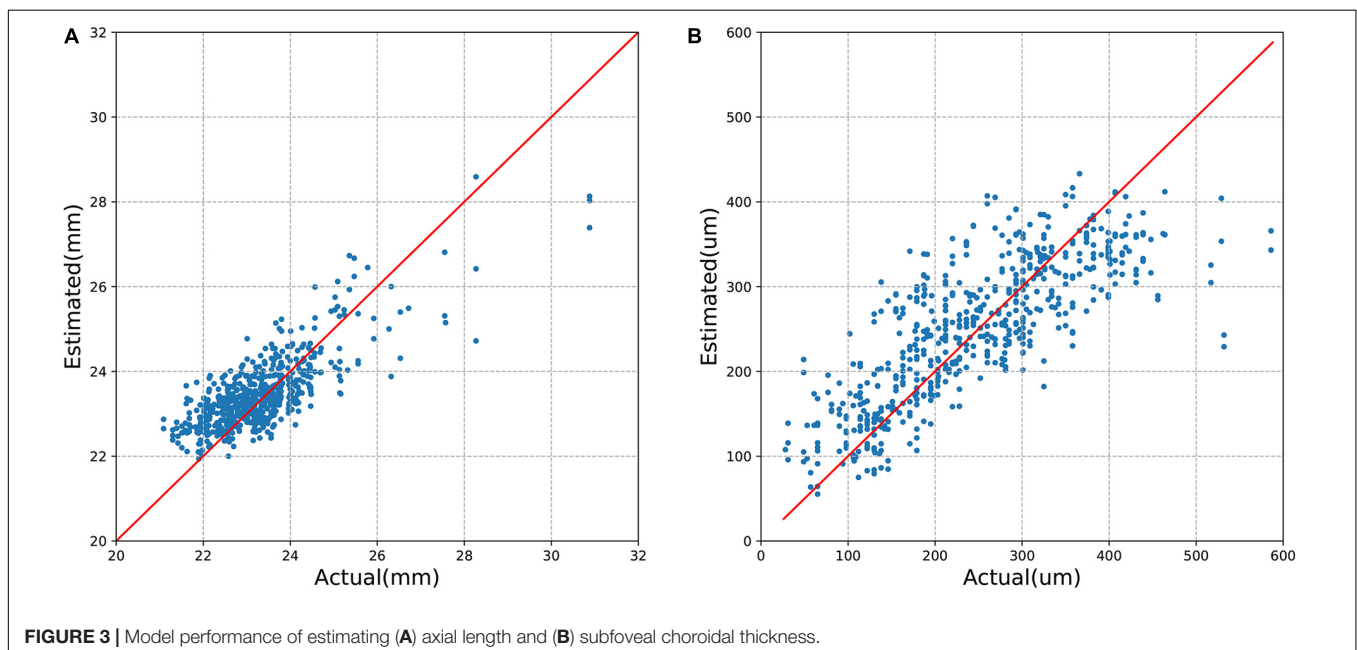 A
32
30
28
26
24
22
20
20 22 24 26 28 30 32
Estimated(mm)
Actual(mm)
B
600
500
400
300
200
100
0
0 100 200 300 400 500 600
Estimated(um)
Actual(um)
FIGURE 3 | Model performance of estimating (A) axial length and (B) subfoveal choroidal thickness.